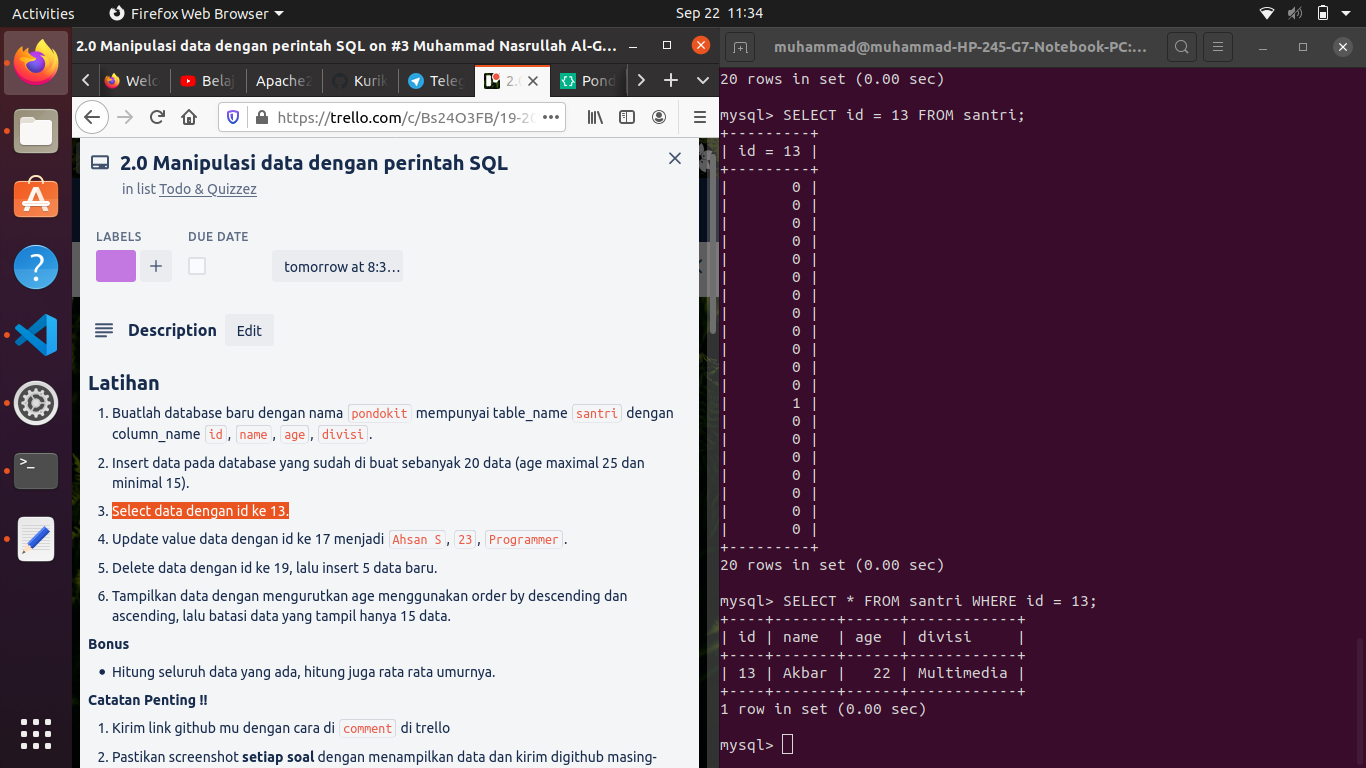 Activities
Firefox Web Browser
Sep 22 11:34
2.0 Manipulasi data dengan perintah SQL on #3 Muhammad Nasrullah Al-G...
Welc
Belaj
Apache2
Kurik
Teleg
2.0
Pond
https://trello.com/c/Bs24O3FB/19-20
2.0 Manipulasi data dengan perintah SQL
in list Todo & Quizzez
LABELS
DUE DATE
+
tomorrow at 8:3...
Description
Edit
Latihan
1. Buatlah database baru dengan nama pondokit mempunyai table_name santri dengan
column_name id, name, age, divisi.
2. Insert data pada database yang sudah di buat sebanyak 20 data (age maximal 25 dan
minimal 15).
3. Select data dengan id ke 13.
4. Update value data dengan id ke 17 menjadi Ahsan S, 23, Programmer.
5. Delete data dengan id ke 19, lalu insert 5 data baru.
6. Tampilkan data dengan mengurutkan age menggunakan order by descending dan
ascending, lalu batasi data yang tampil hanya 15 data.
Bonus
• Hitung seluruh data yang ada, hitung juga rata rata umurnya.
Catatan Penting !!
1. Kirim link github mu dengan cara di comment di trello
2. Pastikan screenshot setiap soal dengan menampilkan data dan kirim digithub masing-
muhammad@muhammad-HP-245-G7-Notebook-PC:...
20 rows in set (0.00 sec)
mysql> SELECT id = 13 FROM santri;
+---------+
| id = 13 |
+---------+
|       0 |
|       0 |
|       0 |
|       0 |
|       0 |
|       0 |
|       0 |
|       0 |
|       0 |
|       0 |
|       0 |
|       0 |
|       1 |
|       0 |
|       0 |
|       0 |
|       0 |
|       0 |
|       0 |
|       0 |
+---------+
20 rows in set (0.00 sec)
mysql> SELECT * FROM santri WHERE id = 13;
+----+-------+------+------------+
| id | name  | age  | divisi     |
+----+-------+------+------------+
| 13 | Akbar |   22 | Multimedia |
+----+-------+------+------------+
1 row in set (0.00 sec)
mysql>